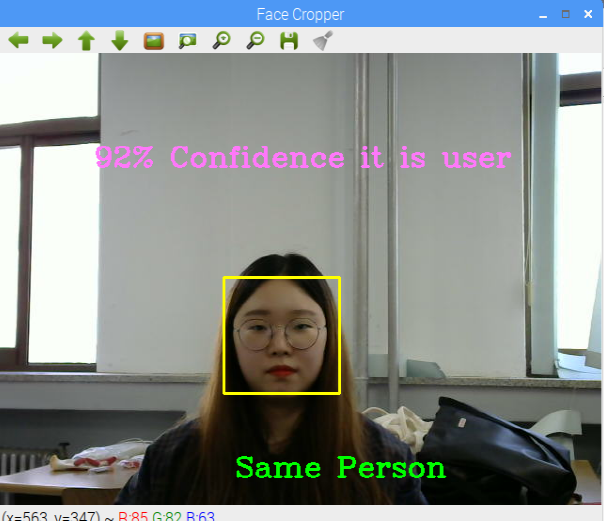 Face Cropper
92% Confidence it is user
Same Person
(x=563, y=347) ~ R:85 G:82 B:63